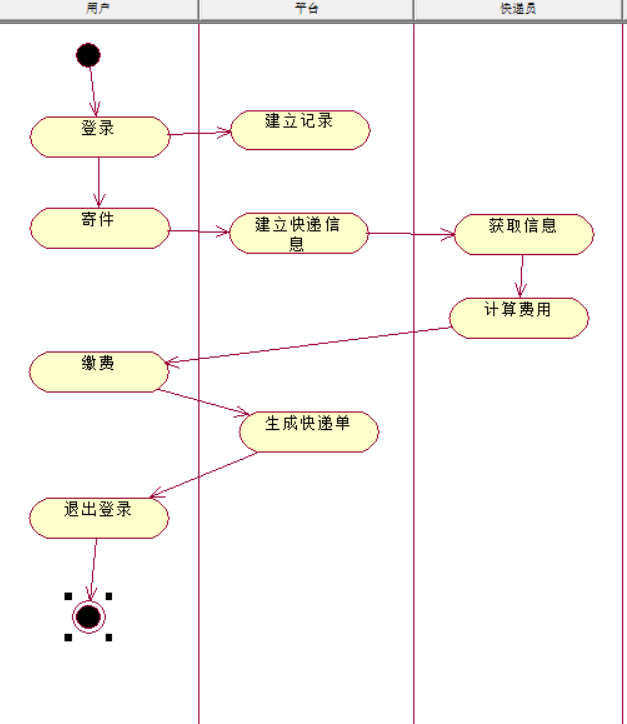 用户
平台
快递员
登录
建立记录
寄件
建立快递信
息
获取信息
计算费用
缴费
生成快递单
退出登录